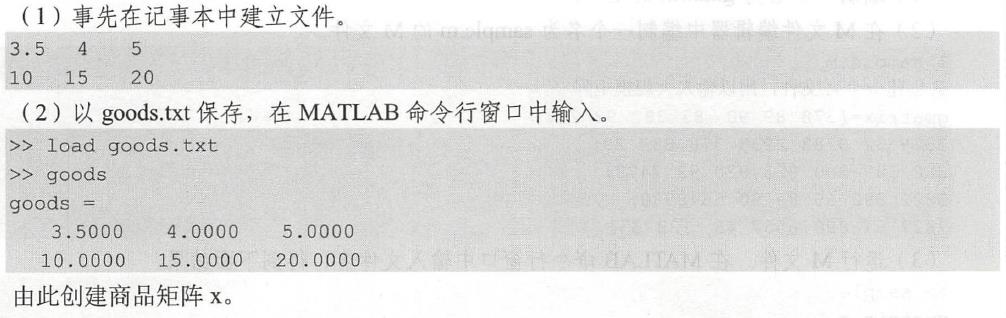 （1）事先在记事本中建立文件。
3.5 4 5
10 15 20
（2）以 goods.txt 保存，在 MATLAB 命令行窗口中输入。
>> load goods.txt
>> goods
goods =
3.5000 4.0000 5.0000
10.0000 15.0000 20.0000
由此创建商品矩阵 x。